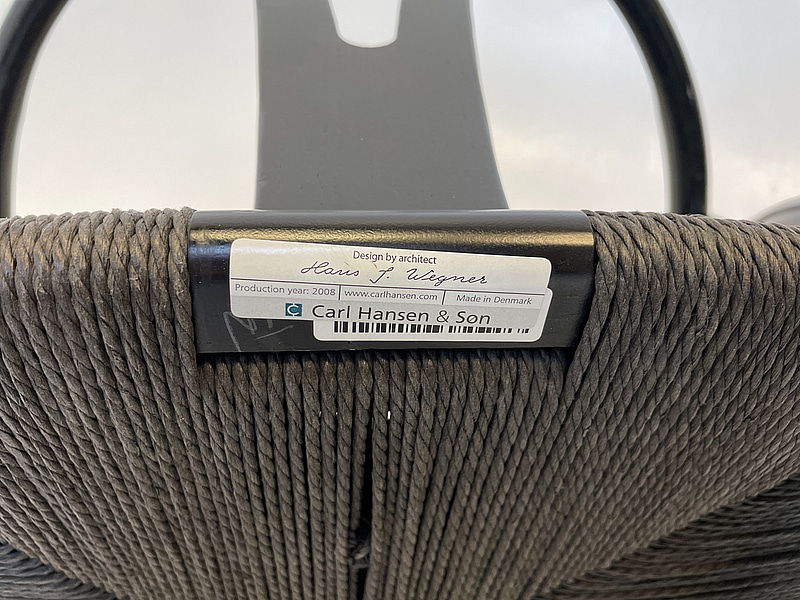 Design by architect
Hans J. Wegner
Production year: 2008 www.carlhansen.com Made in Denmark
Carl Hansen & Søn